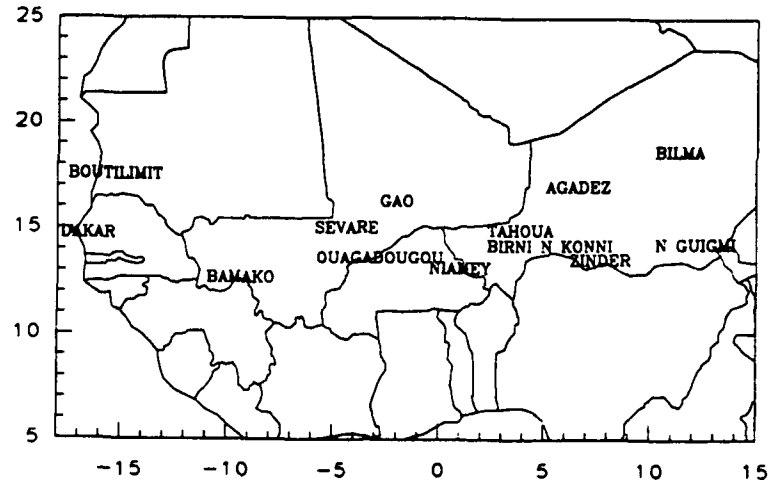 25
20
BILMA
BOUTILIMIT
AGADEZ
GAO
15
DAKAR
SEVARE
TAHOUA
BIRNI N KONNI
N GUIGMI
OUAGADOUGOU
ZINDER
NIAMEY
BAMAKO
10
5
-15 -10 -5 0 5 10 15